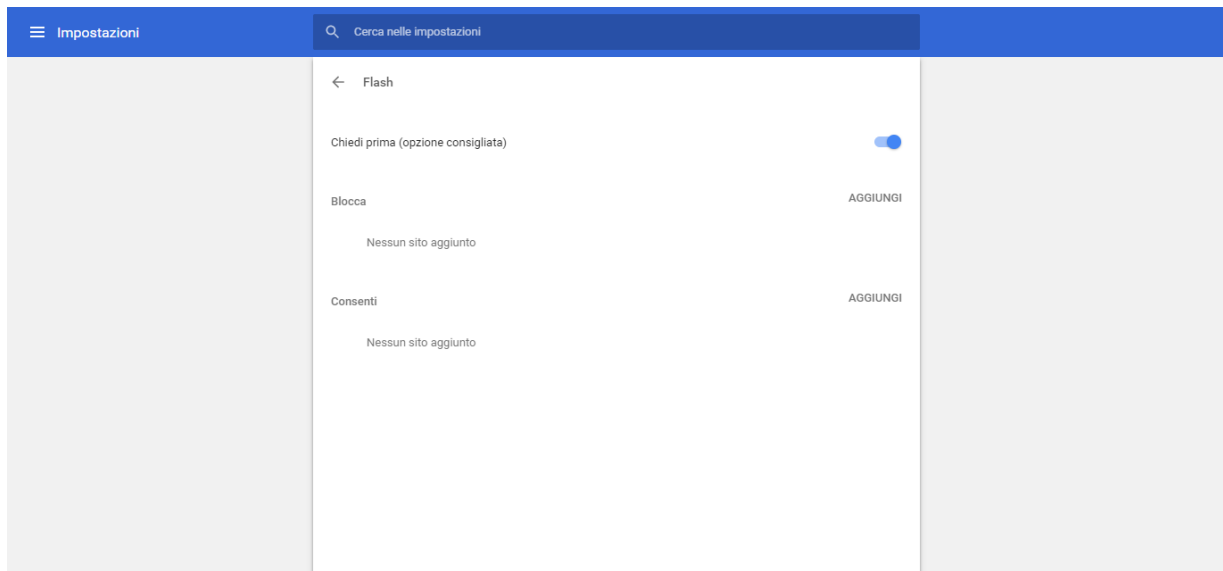 Impostazioni
Cerca nelle impostazioni
Flash
Chiedi prima (opzione consigliata)
Blocca AGGIUNGI
Nessun sito aggiunto
Consenti AGGIUNGI
Nessun sito aggiunto